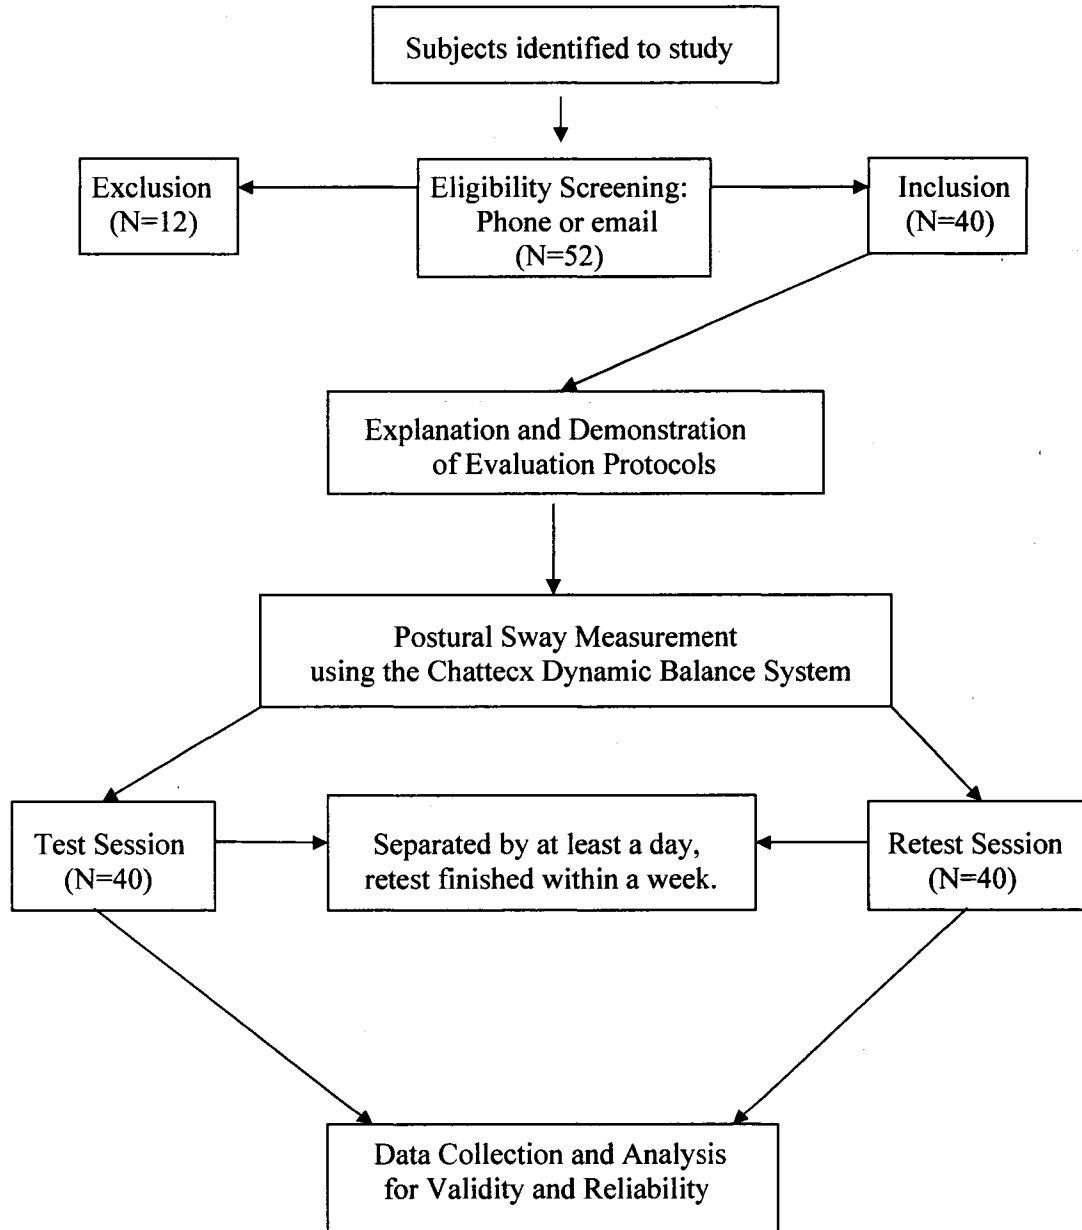 Subjects identified to study
Exclusion
(N=12)
Eligibility Screening:
Phone or email
(N=52)
Inclusion
(N=40)
Explanation and Demonstration
of Evaluation Protocols
Postural Sway Measurement
using the Chattecx Dynamic Balance System
Test Session
(N=40)
Separated by at least a day,
retest finished within a week.
Retest Session
(N=40)
Data Collection and Analysis
for Validity and Reliability